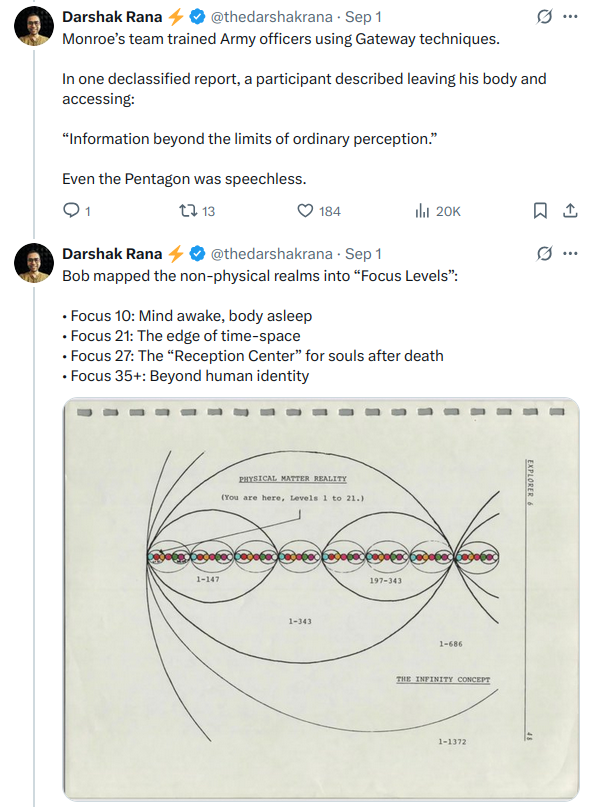 Darshak Rana ⚡ @thedarshakrana · Sep 1
Monroe’s team trained Army officers using Gateway techniques.
In one declassified report, a participant described leaving his body and
accessing:
“Information beyond the limits of ordinary perception.”
Even the Pentagon was speechless.
1 13 184 20K
Darshak Rana ⚡ @thedarshakrana · Sep 1
Bob mapped the non-physical realms into “Focus Levels”:
• Focus 10: Mind awake, body asleep
• Focus 21: The edge of time-space
• Focus 27: The “Reception Center” for souls after death
• Focus 35+: Beyond human identity
PHYSICAL MATTER REALITY
(You are here, Levels 1 to 21.)
EXPLORER 6
1-147
197-343
1-343
1-686
THE INFINITY CONCEPT
1-1372